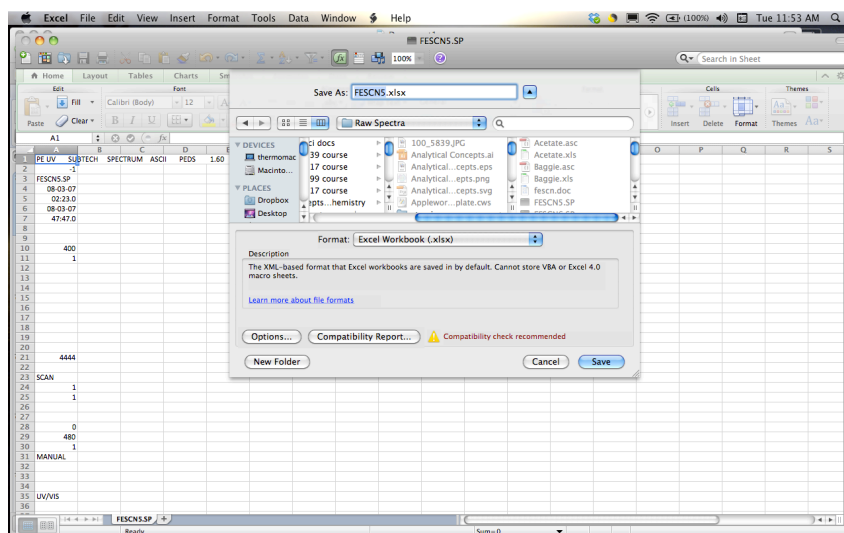 Excel File Edit View Insert Format Tools Data Window Help (100%) Tue 11:53 AM
FESCN5.SP
100% Search in Sheet
Home Layout Tables Charts
Edit Font Cells Themes
Fill Calibri (Body) 12
Paste Clear B I U Insert Delete Format Themes Aa
A1 fx
Save As: FESCN5.xlsx
Raw Spectra
DEVICES
thermomac
Macinto...
PLACES
Dropbox
Desktop
ci docs
39 course
17 course
99 course
17 course
epts...hemistry
100_5839.JPG
Analytical Concepts.ai
Analytical...cepts.eps
Analytical...epts.png
Analytical...cepts.svg
Applewor...plate.cws
Acetate.asc
Acetate.xls
Baggie.asc
Baggie.xls
fescn.doc
FESCNS.SP
Format: Excel Workbook (.xlsx)
Description
The XML-based format that Excel workbooks are saved in by default. Cannot store VBA or Excel 4.0
macro sheets.
Learn more about file formats
Options... Compatibility Report... Compatibility check recommended
New Folder Cancel Save
A B C D E O P Q R S
1 PE UV SUBTECH SPECTRUM ASCII PEDS 1.60
2 -1
3 FESCN5.SP
4 08-03-07
5 02:23.0
6 08-03-07
7 47:47.0
8
9
10 400
11 1
12
13
14
15
16
17
18
19
20
21 4444
22
23 SCAN
24 1
25 1
26
27
28 0
29 480
30 1
31 MANUAL
32
33
34
35 UV/VIS
36
FESCN5.SP
Ready Sum=0